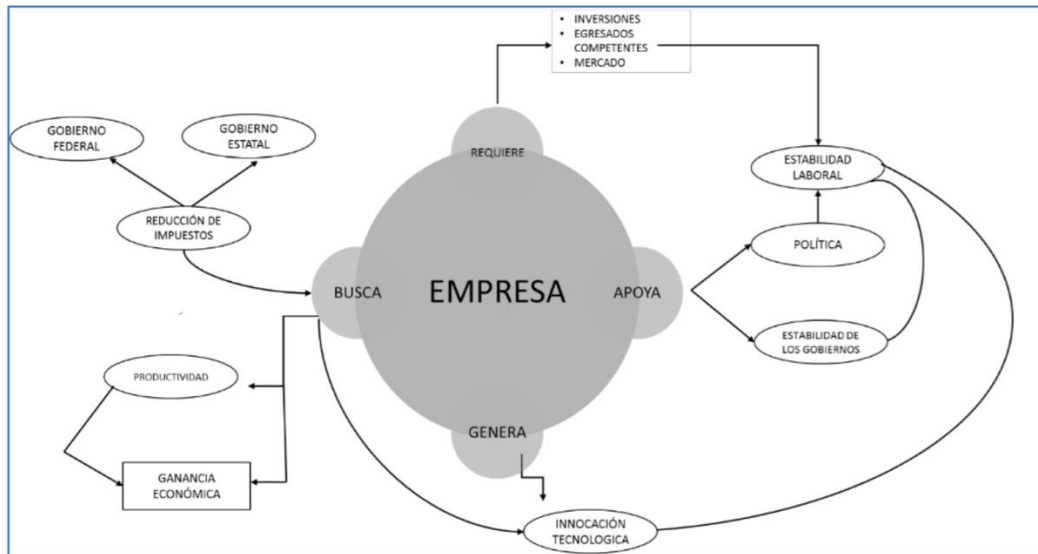 • INVERSIONES
• EGRESADOS
COMPETENTES
• MERCADO
GOBIERNO
FEDERAL
GOBIERNO
ESTATAL
REQUIERE
ESTABILIDAD
LABORAL
REDUCCIÓN DE
IMPUESTOS
POLÍTICA
BUSCA
EMPRESA
APOYA
ESTABILIDAD DE
LOS GOBIERNOS
PRODUCTIVIDAD
GENERA
GANANCIA
ECONÓMICA
INNOCACIÓN
TECNOLOGICA